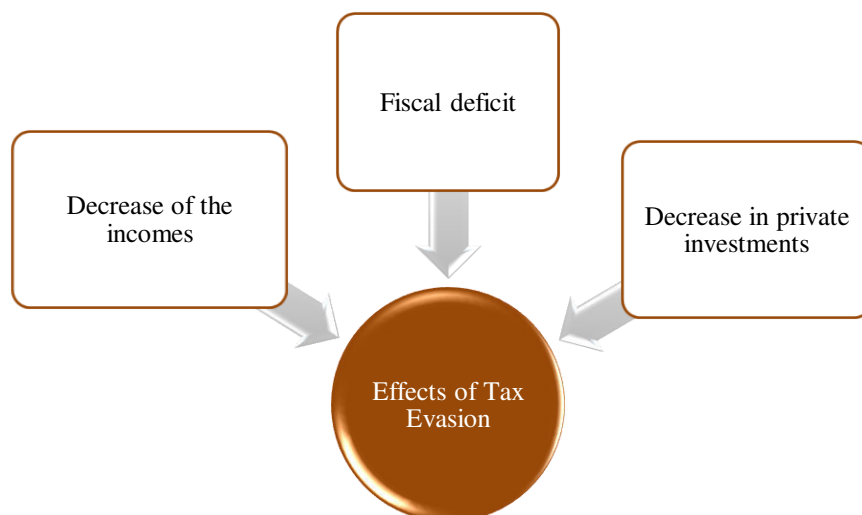 Fiscal deficit
Decrease of the
incomes
Decrease in private
investments
Effects of Tax
Evasion